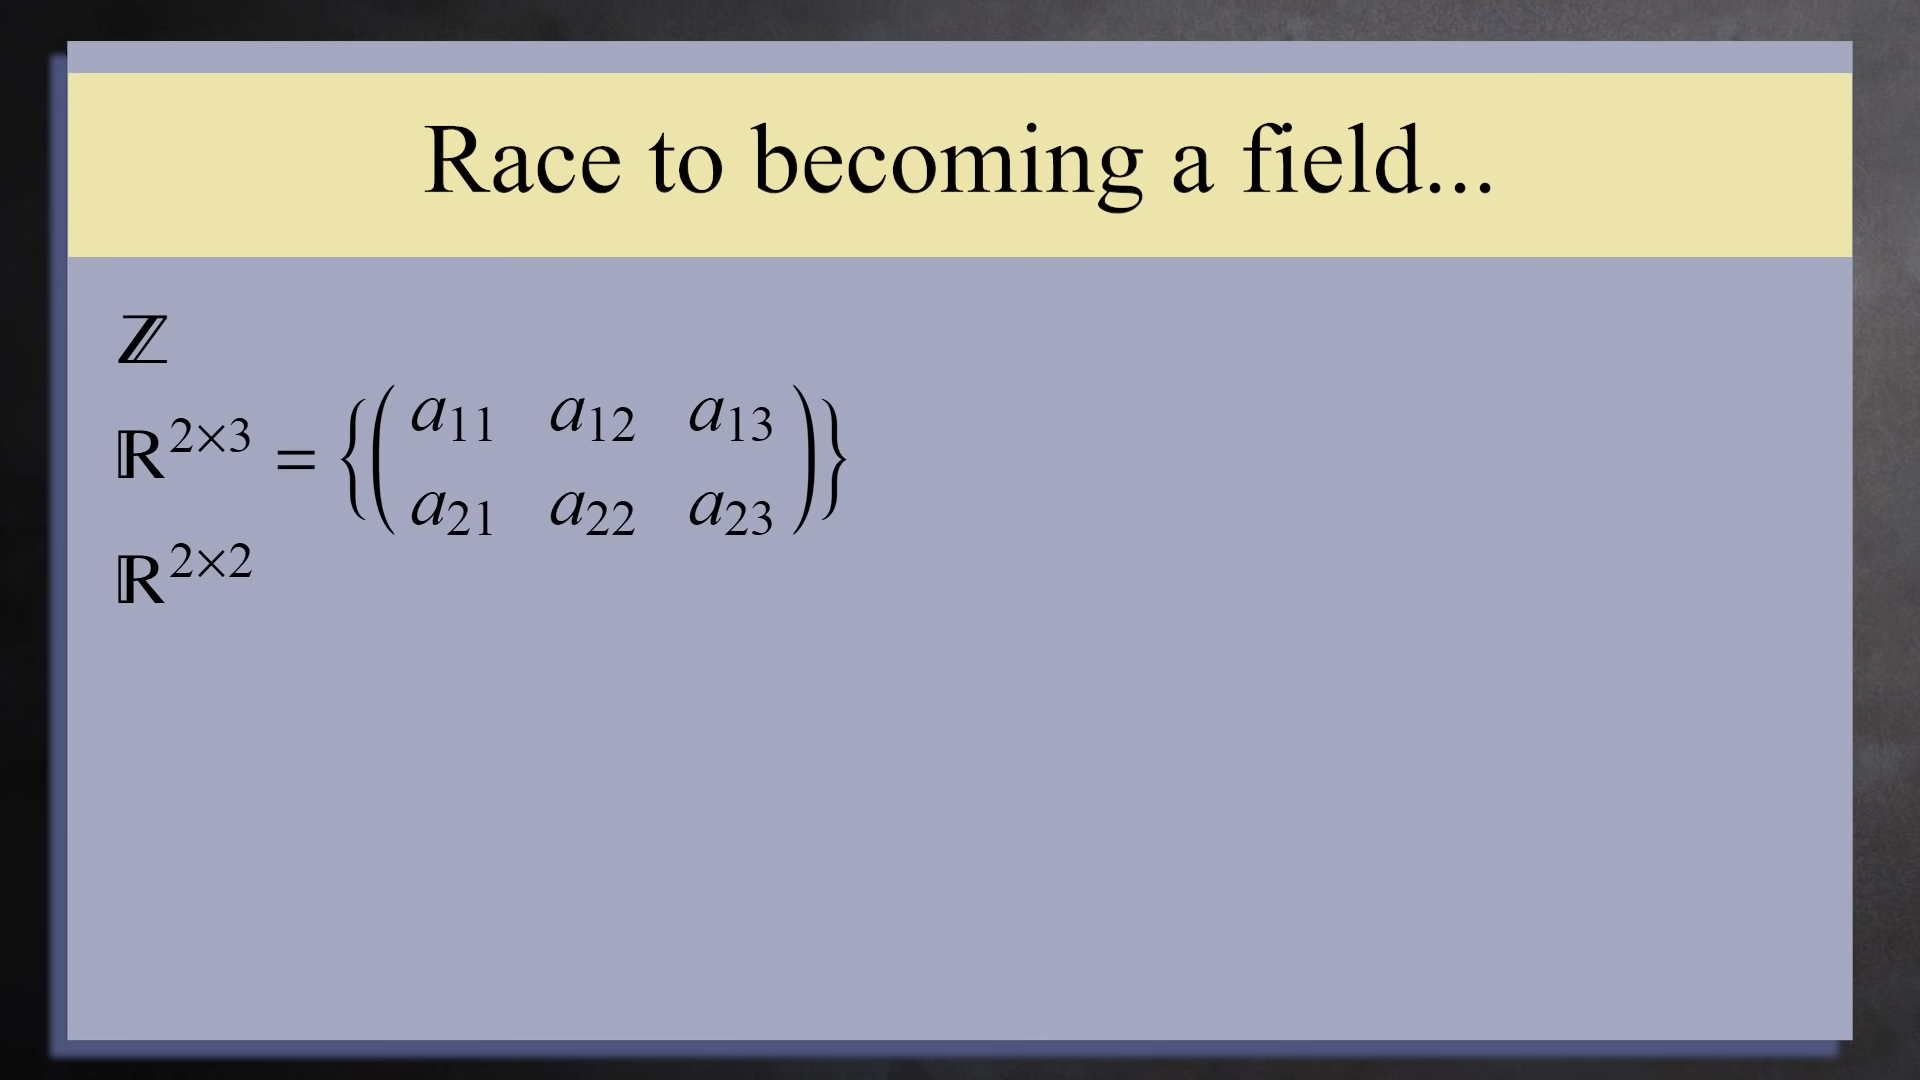 Race to becoming a field...
ℤ
ℝ^{2×3} = {( a_{11} a_{12} a_{13}
a_{21} a_{22} a_{23} )}
ℝ^{2×2}